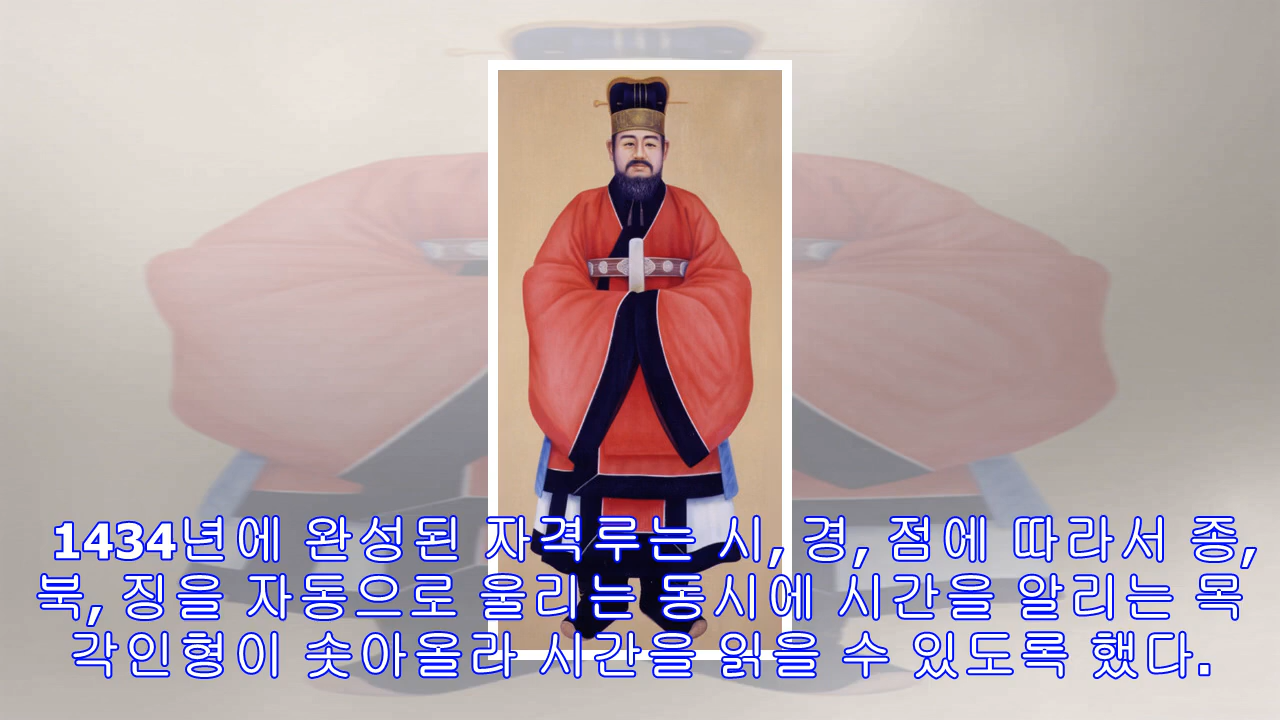 1434년에 완성된 자격루는 시, 경, 점에 따라서 종,
북, 징을 자동으로 울리는 동시에 시간을 알리는 목
각인형이 솟아올라 시간을 읽을 수 있도록 했다.